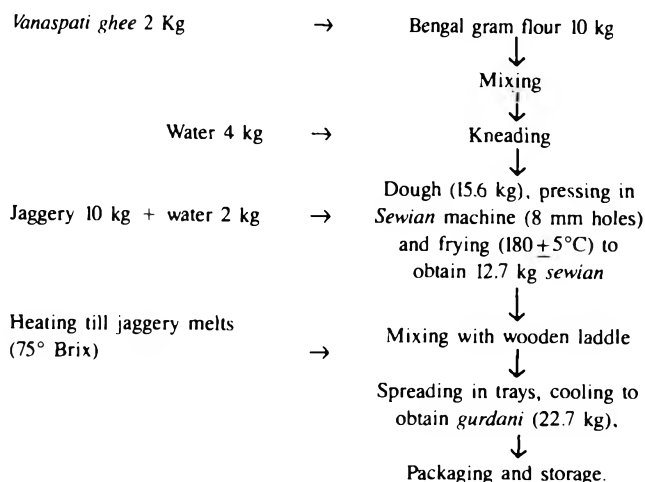 Vanaspati ghee 2 Kg → Bengal gram flour 10 kg
↓
Mixing
↓
Water 4 kg → Kneading
↓
Dough (15.6 kg), pressing in
Jaggery 10 kg + water 2 kg → Sewian machine (8 mm holes)
and frying (180±5°C) to
obtain 12.7 kg sewian
↓
Heating till jaggery melts
(75° Brix) → Mixing with wooden laddle
↓
Spreading in trays, cooling to
obtain gurdani (22.7 kg).
↓
Packaging and storage.